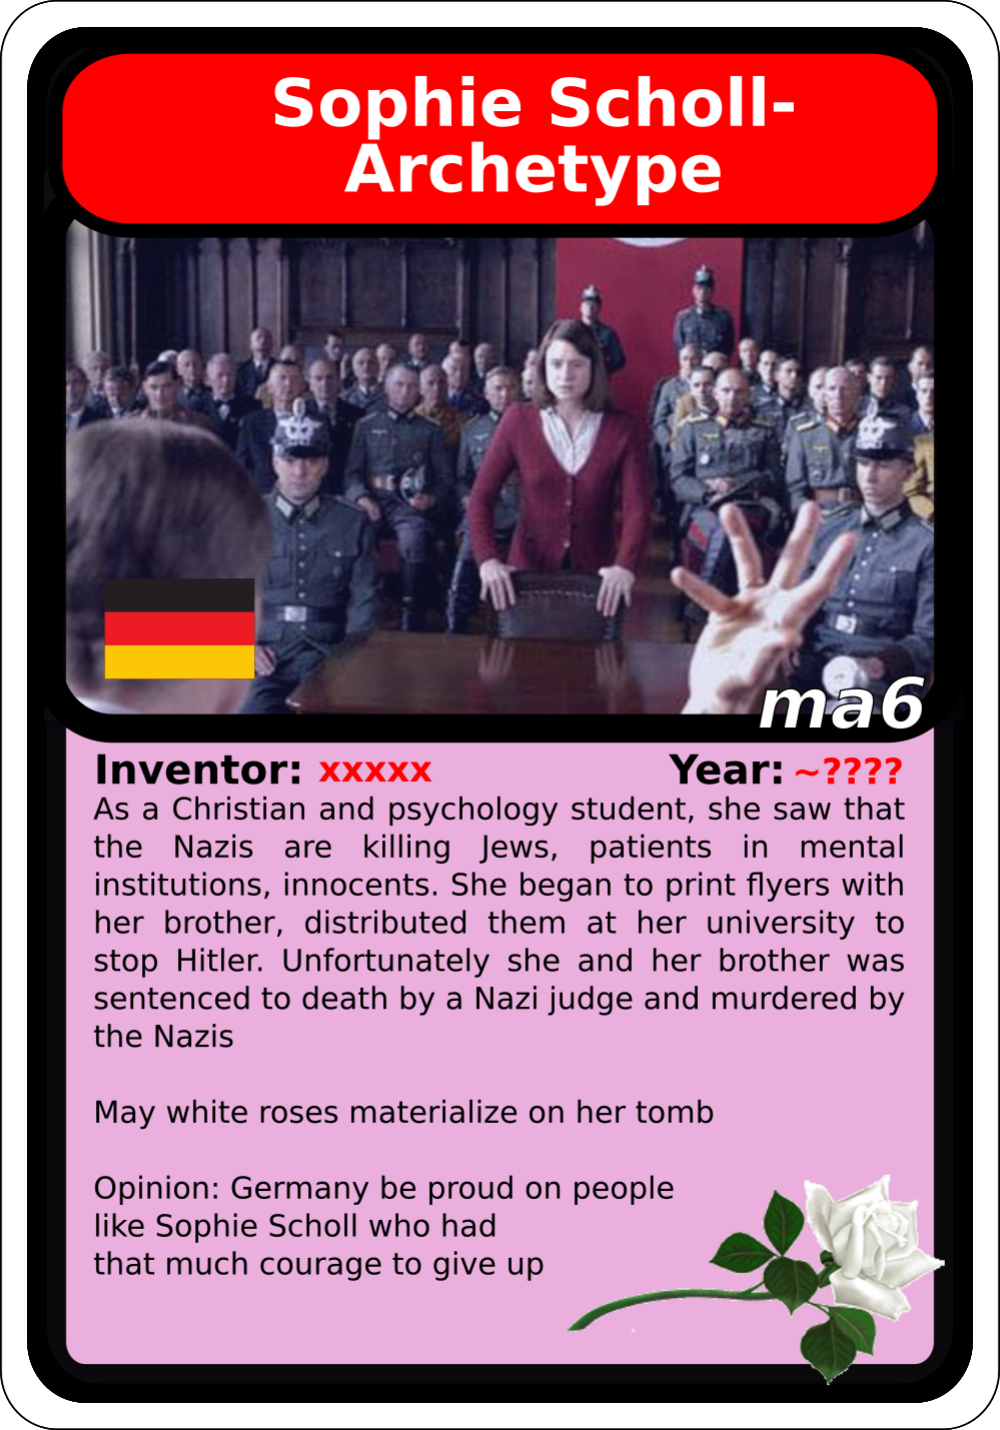 Sophie Scholl-
Archetype
ma6
Inventor: xxxxx Year: ~????
As a Christian and psychology student, she saw that
the Nazis are killing Jews, patients in mental
institutions, innocents. She began to print flyers with
her brother, distributed them at her university to
stop Hitler. Unfortunately she and her brother was
sentenced to death by a Nazi judge and murdered by
the Nazis
May white roses materialize on her tomb
Opinion: Germany be proud on people
like Sophie Scholl who had
that much courage to give up